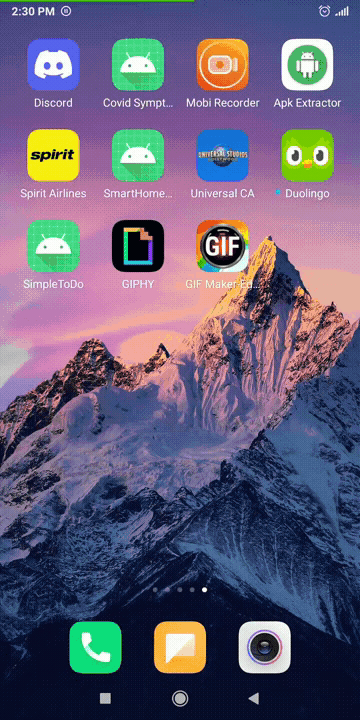 2:30 PM
Discord
Covid Sympt...
Mobi Recorder
Apk Extractor
spirit
UNIVERSAL STUDIOS
Spirit Airlines
SmartHome...
Universal CA
Duolingo
GIF
SimpleToDo
GIPHY
GIF Maker Ed...